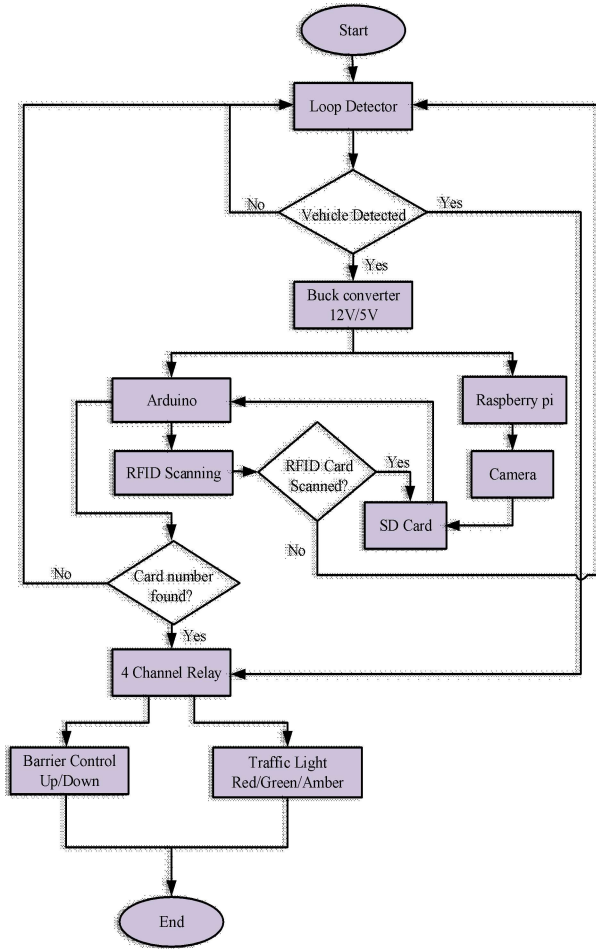 Start
Loop Detector
No
Vehicle Detected
Yes
Yes
Buck converter
12V/5V
Arduino
Raspberry pi
RFID Scanning
RFID Card
Scanned?
Yes
Camera
SD Card
No
No
Card number
found?
Yes
4 Channel Relay
Barrier Control
Up/Down
Traffic Light
Red/Green/Amber
End